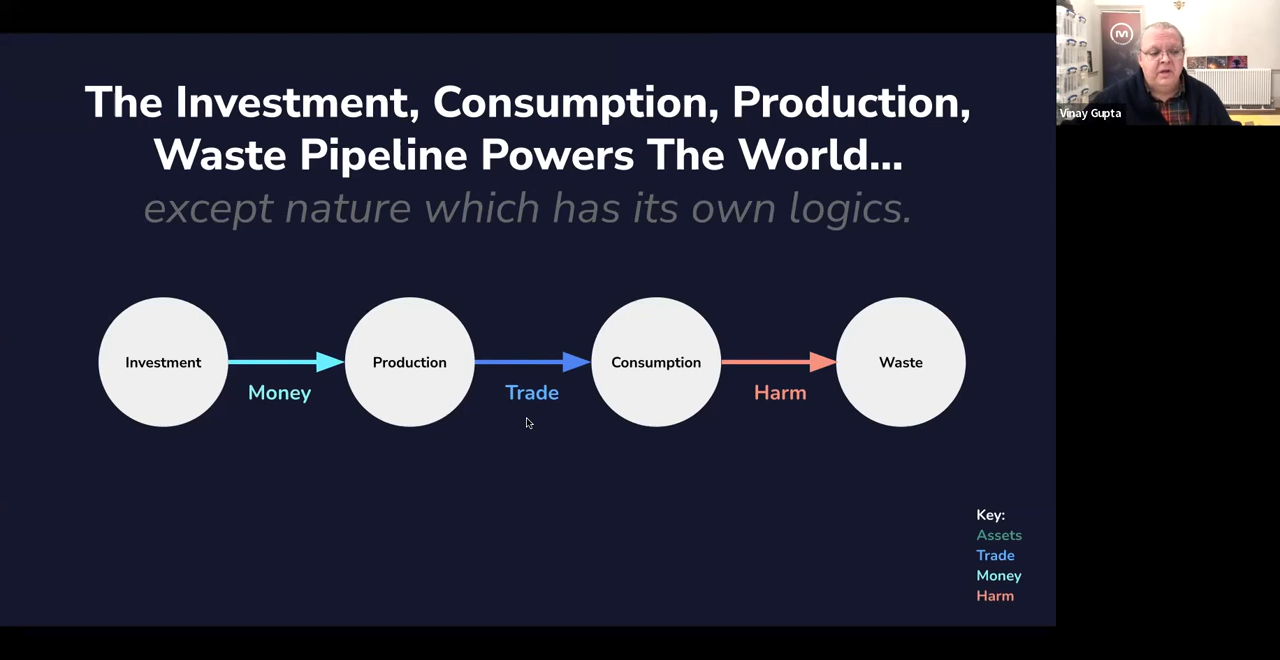 The Investment, Consumption, Production,
Waste Pipeline Powers The World...
except nature which has its own logics.
Investment
Money
Production
Trade
Consumption
Harm
Waste
Key:
Assets
Trade
Money
Harm
M
Vinay Gupta